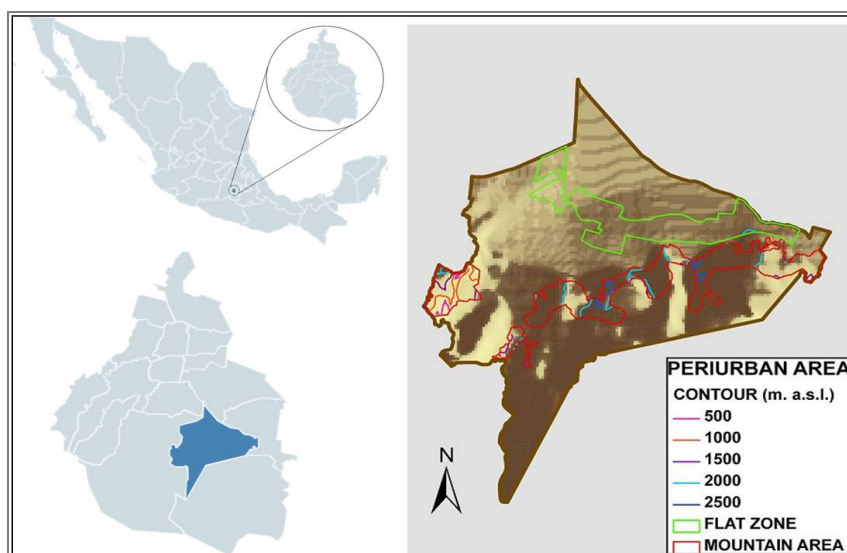 N
PERIURBAN AREA
CONTOUR (m. a.s.l.)
500
1000
1500
2000
2500
FLAT ZONE
MOUNTAIN AREA